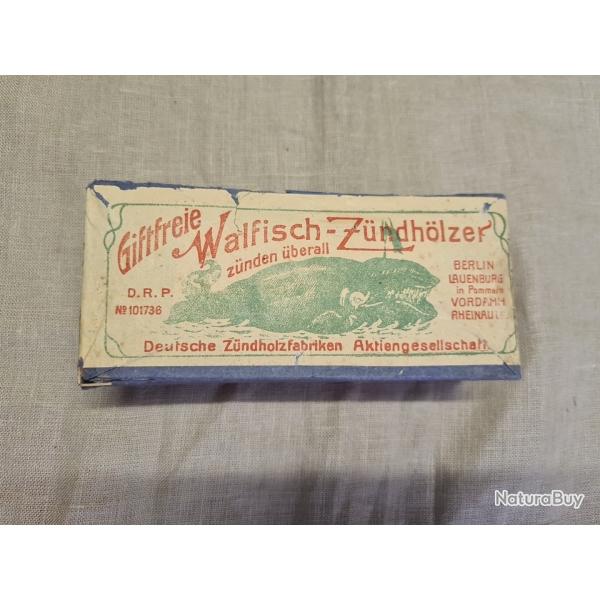 Giftfreie
Walfisch-Zündhölzer
zünden überall
D.R.P.
No 101736
BERLIN
LAUENBURG
in Pommern
VORDAMM
RHEINAU
Deutsche Zündholzfabriken Aktiengesellschaft
NaturaBuy